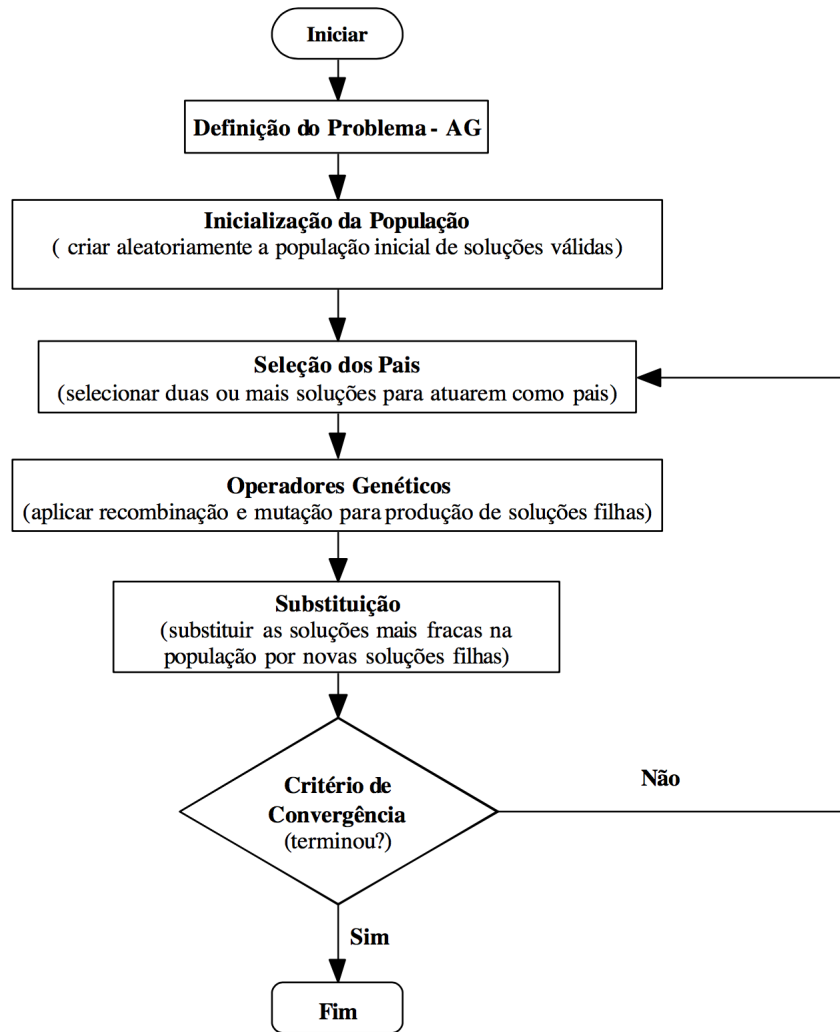 Iniciar
Definição do Problema - AG
Inicialização da População
( criar aleatoriamente a população inicial de soluções válidas)
Seleção dos Pais
(selecionar duas ou mais soluções para atuarem como pais)
Operadores Genéticos
(aplicar recombinação e mutação para produção de soluções filhas)
Substituição
(substituir as soluções mais fracas na
população por novas soluções filhas)
Critério de
Convergência
(terminou?)
Não
Sim
Fim